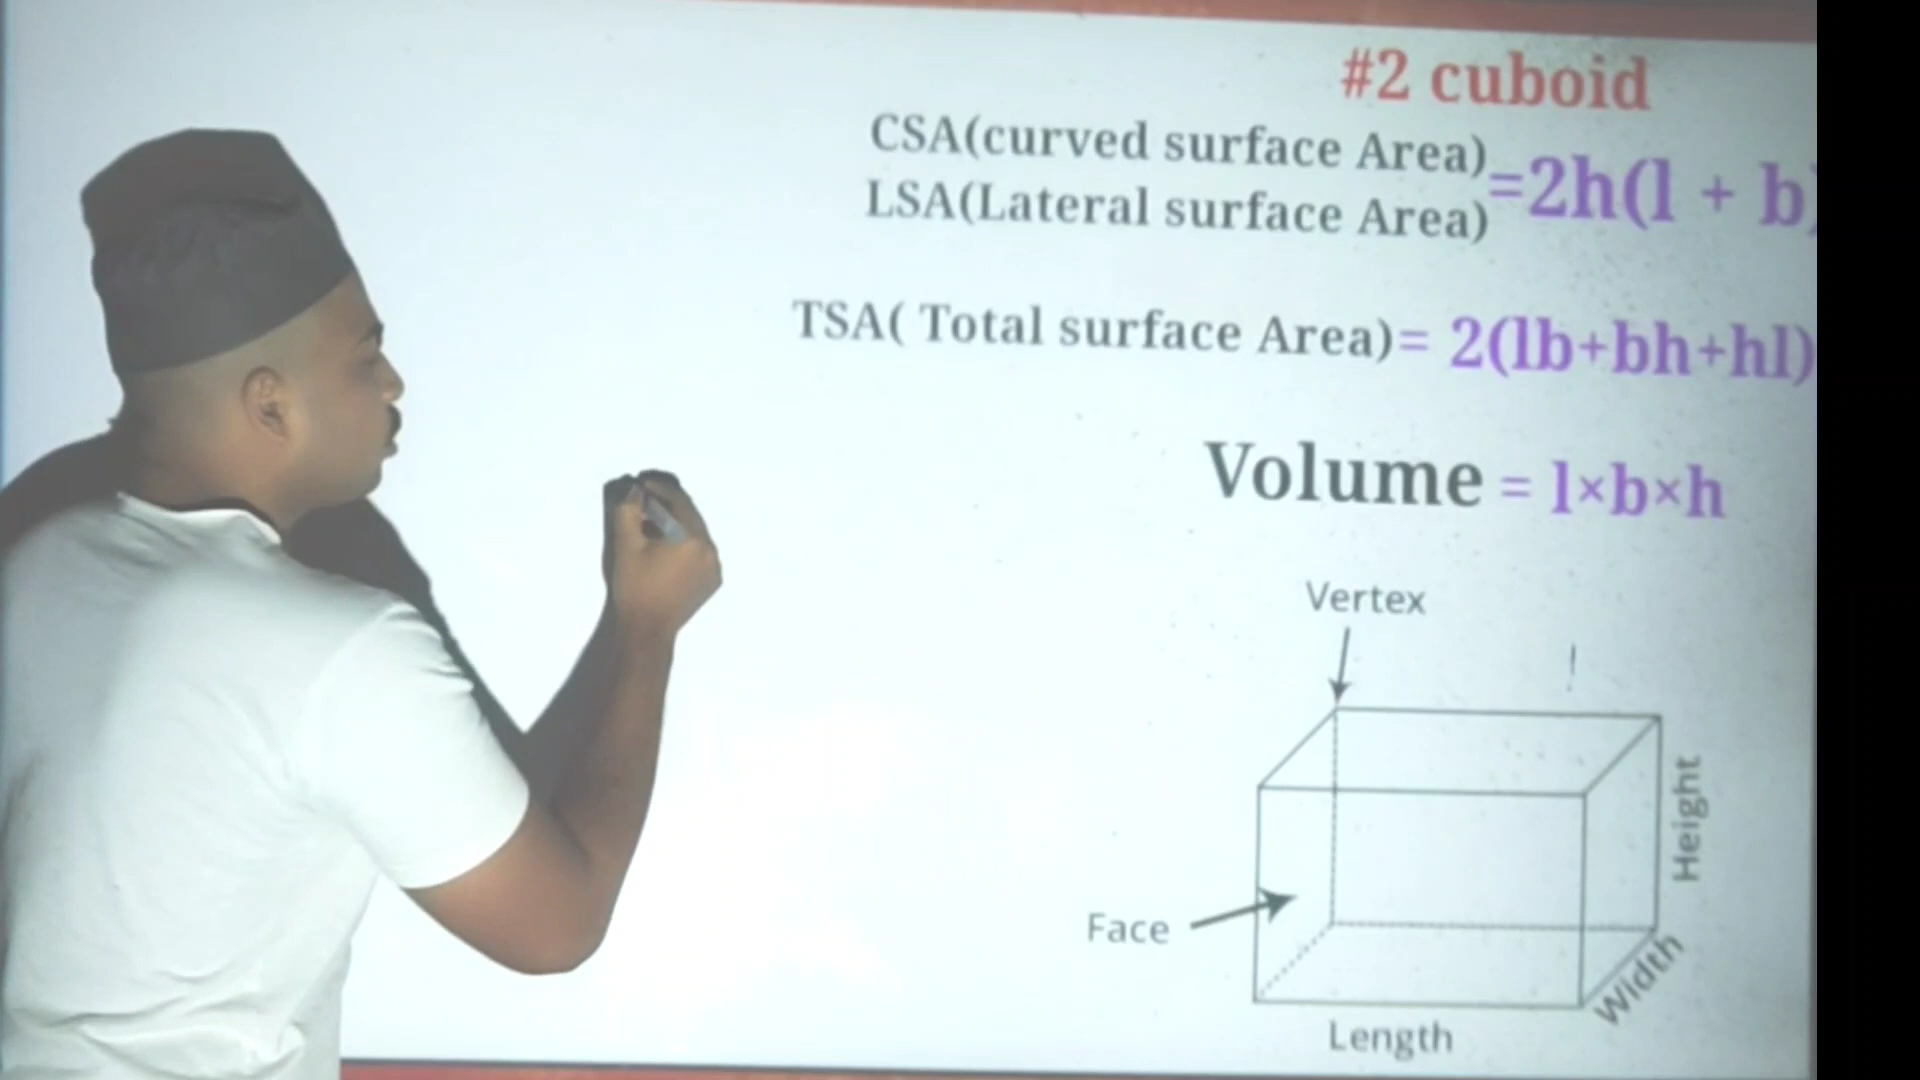 #2 cuboid
CSA(curved surface Area)
LSA(Lateral surface Area)
=2h(l + b)
TSA( Total surface Area)= 2(lb+bh+hl)
Volume = l×b×h
Vertex
Height
Face
Width
Length